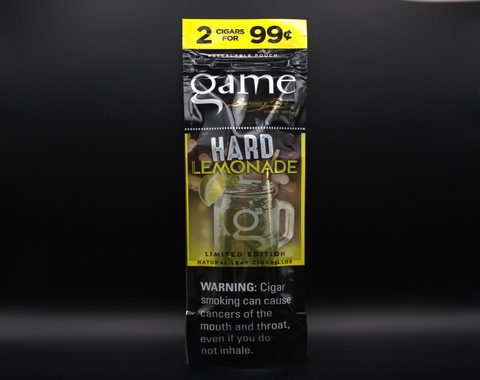 2 CIGARS FOR 99¢
RESEALABLE POUCH
game
HARD
LEMONADE
g
LIMITED EDITION
NATURAL LEAF CIGARILLOS
WARNING: Cigar
smoking can cause
cancers of the
mouth and throat,
even if you do
not inhale.